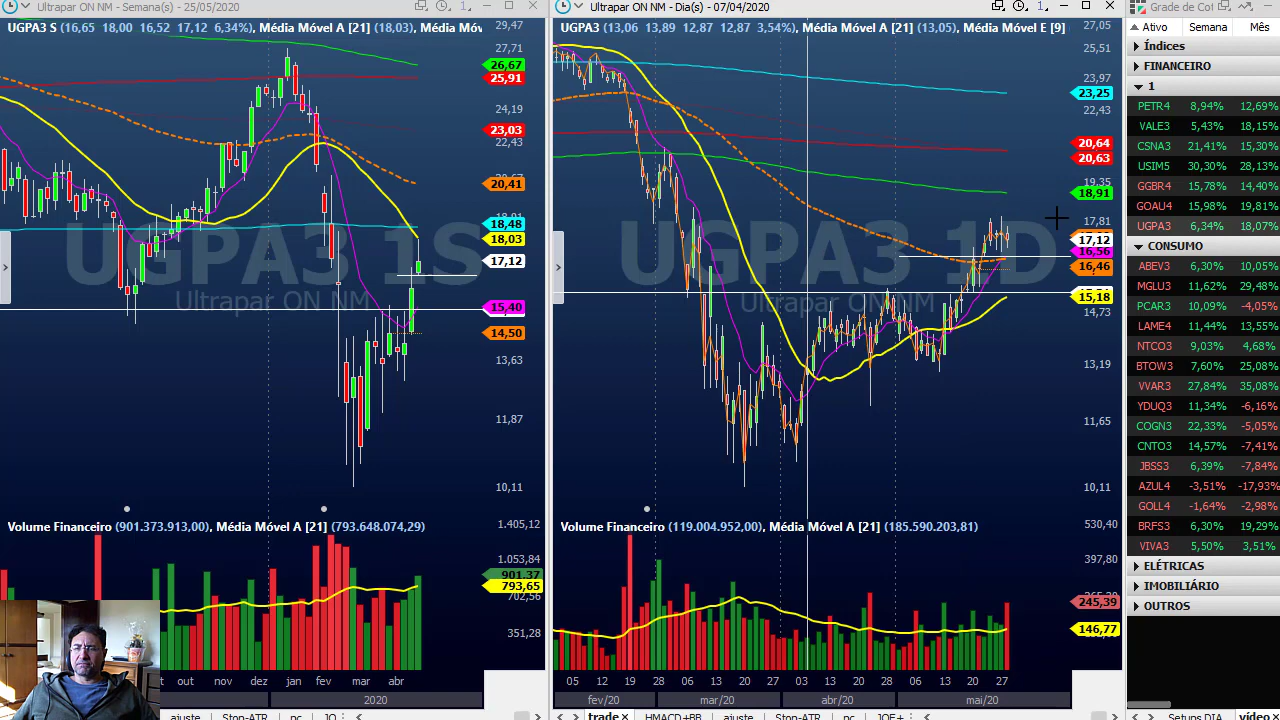 Ultrapar ON NM - Semana(s) - 25/05/2020
UGPA3 S (16,65 18,00 16,52 17,12 6,34%), Média Móvel A [21] (18,03), Média Móv
29,47
27,71
26,67
25,91
24,19
23,03
22,43
20,41
18,48
18,03
17,12
15,40
14,50
13,63
11,87
10,11
UGPA3 1S
Ultrapar ON NM
Volume Financeiro (901.373.913,00), Média Móvel A [21] (793.648.074,29)
1.405,12
1.053,84
901,37
793,65
702,56
351,28
out nov dez jan fev mar abr
2020
ajuste Stop-ATR pc JO
Ultrapar ON NM - Dia(s) - 07/04/2020
UGPA3 (13,06 13,89 12,87 12,87 3,54%), Média Móvel A [21] (13,05), Média Móvel E [9]
27,05
25,51
23,97
23,25
22,43
20,64
20,63
19,35
18,91
17,81
17,12
16,56
16,46
15,18
14,73
13,19
11,65
10,11
UGPA3 1D
Ultrapar ON NM
Volume Financeiro (119.004.952,00), Média Móvel A [21] (185.590.203,81)
530,40
397,80
245,39
146,77
05 12 19 28 06 13 24 27 03 13 20 28 06 13 20 27
fev/20 mar/20 abr/20 mai/20
trade HMACD+BB ajuste Stop-ATR pc JOE+
Grade de Cot
Ativo Semana Mês
Índices
FINANCEIRO
1
PETR4 8,94% 12,69%
VALE3 5,43% 18,15%
CSNA3 21,41% 15,30%
USIM5 30,30% 28,13%
GGBR4 15,78% 14,40%
GOAU4 15,98% 19,81%
UGPA3 6,34% 18,07%
CONSUMO
ABEV3 6,30% 10,05%
MGLU3 11,62% 29,48%
PCAR3 10,09% -4,05%
LAME4 11,44% 13,55%
NTCO3 9,03% 4,68%
BTOW3 7,60% 25,08%
VVAR3 27,84% 35,08%
YDUQ3 11,34% -6,16%
COGN3 22,33% -5,05%
CNTO3 14,57% -7,41%
JBSS3 6,39% -7,84%
AZUL4 -3,51% -17,93%
GOLL4 -1,64% -2,98%
BRFS3 6,30% 19,29%
VIVA3 5,50% 3,51%
ELÉTRICAS
IMOBILIÁRIO
OUTROS
Setups DIA vídeo